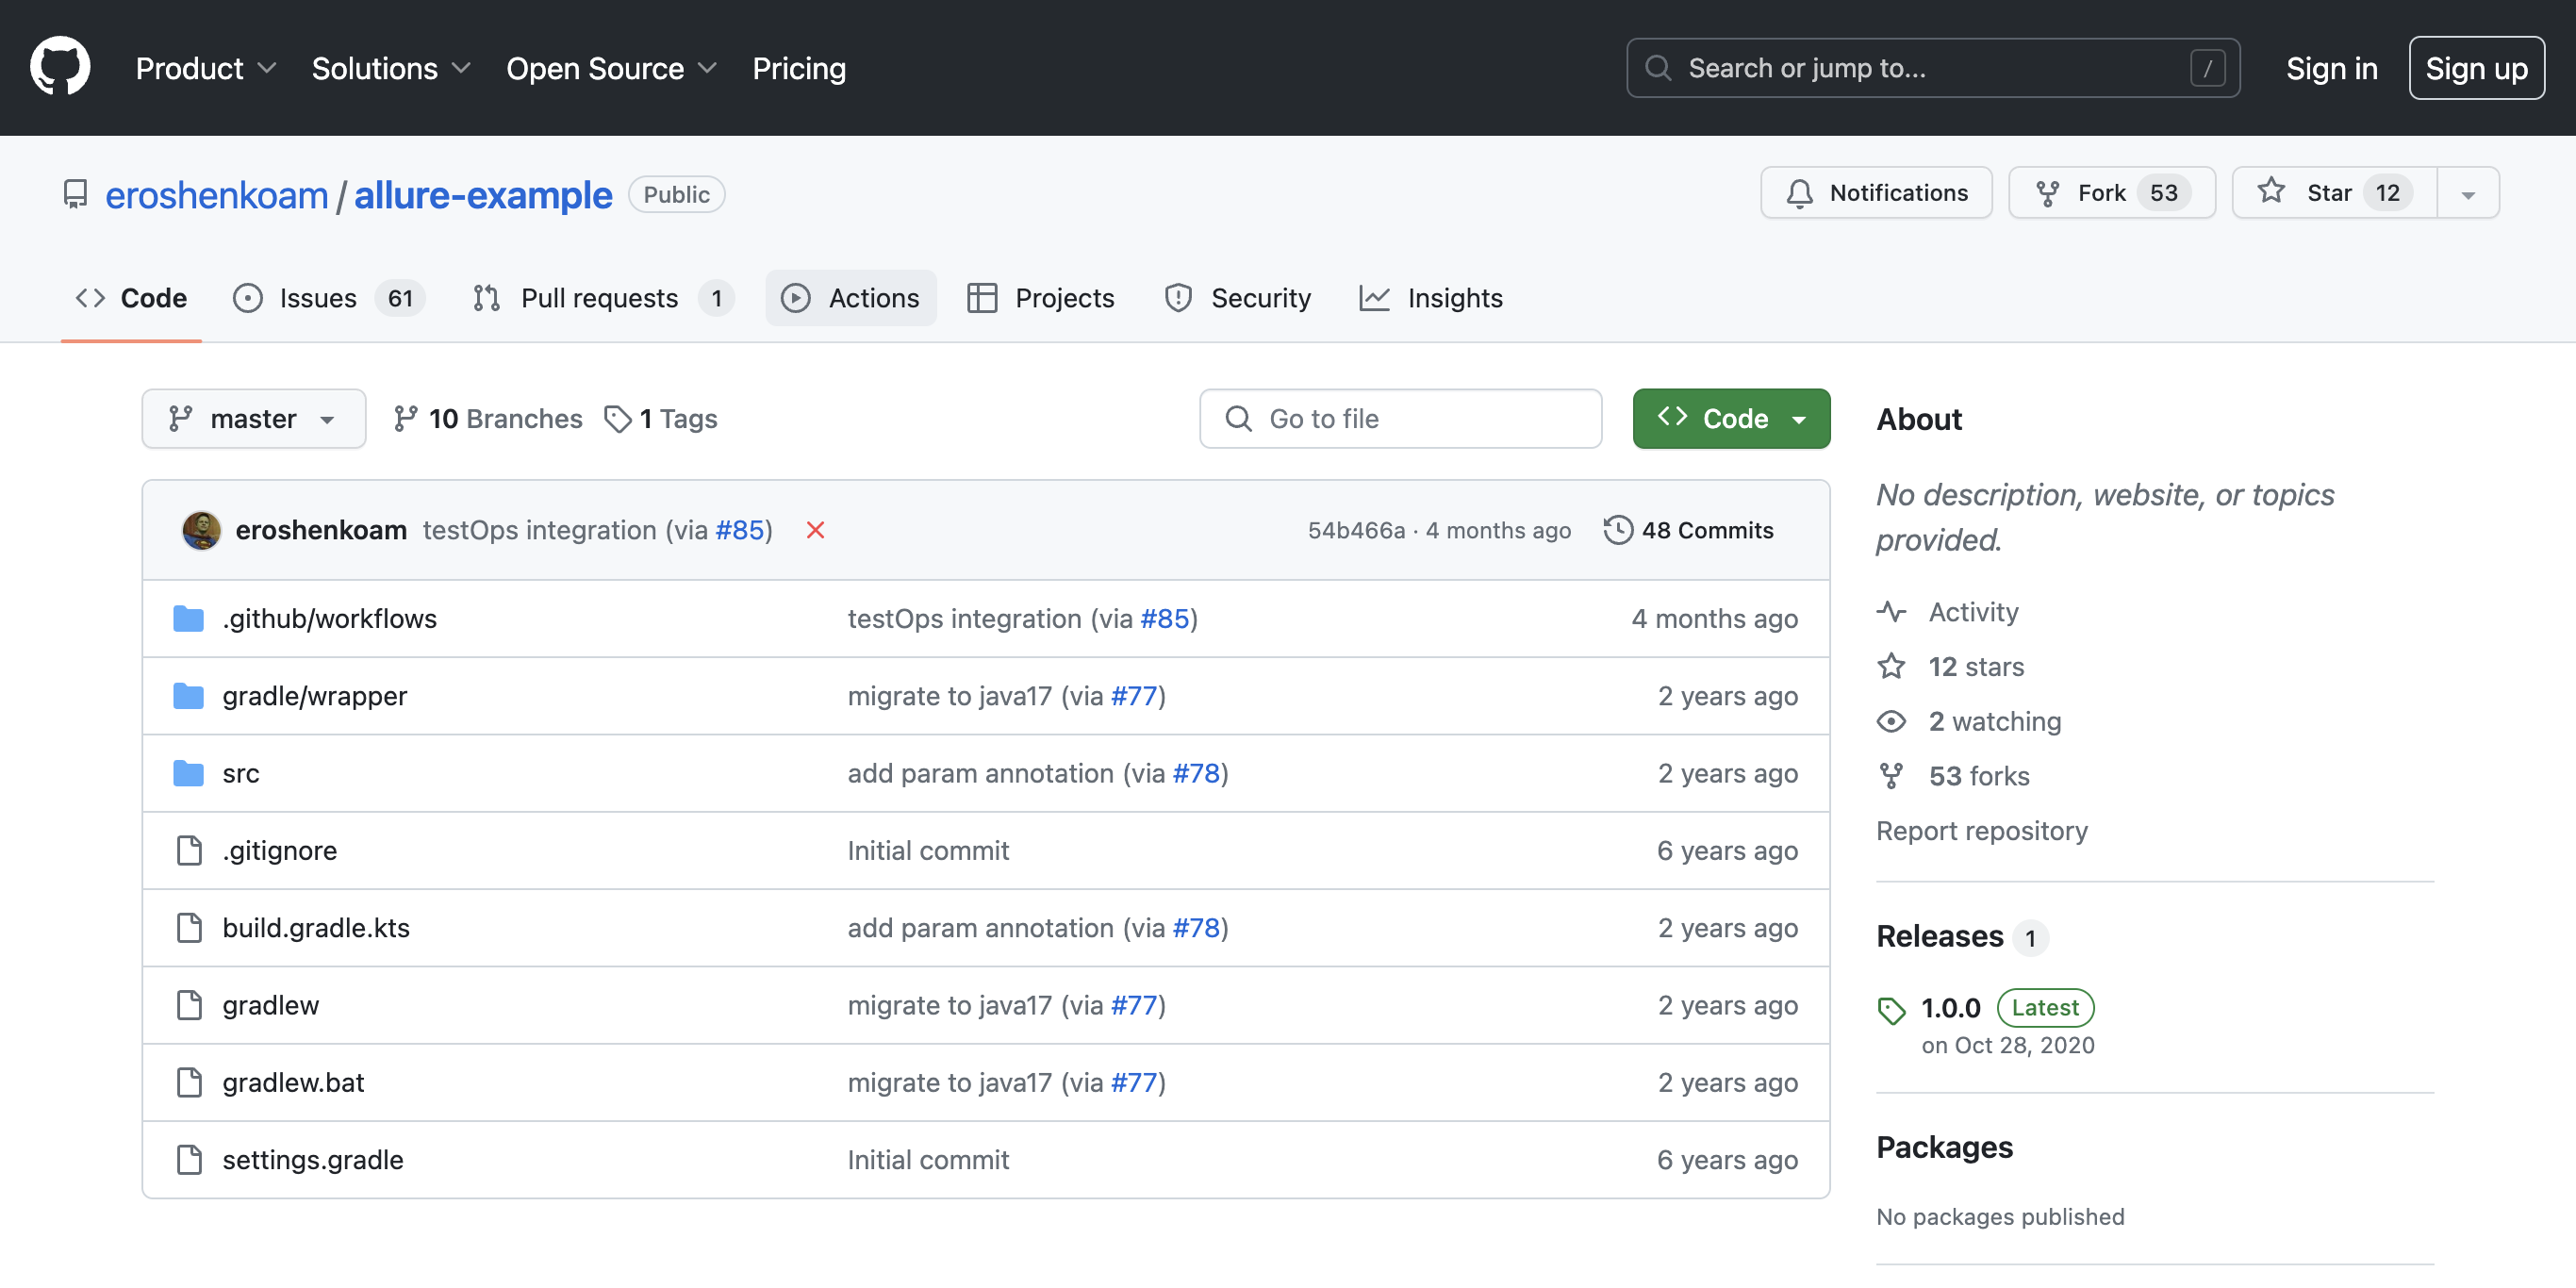 Product Solutions Open Source Pricing Search or jump to... / Sign in Sign up
eroshenkoam / allure-example Public Notifications Fork 53 Star 12
Code Issues 61 Pull requests 1 Actions Projects Security Insights
master 10 Branches 1 Tags Go to file Code
eroshenkoam testOps integration (via #85) 54b466a · 4 months ago 48 Commits
.github/workflows testOps integration (via #85) 4 months ago
gradle/wrapper migrate to java17 (via #77) 2 years ago
src add param annotation (via #78) 2 years ago
.gitignore Initial commit 6 years ago
build.gradle.kts add param annotation (via #78) 2 years ago
gradlew migrate to java17 (via #77) 2 years ago
gradlew.bat migrate to java17 (via #77) 2 years ago
settings.gradle Initial commit 6 years ago
About
No description, website, or topics
provided.
Activity
12 stars
2 watching
53 forks
Report repository
Releases 1
1.0.0 Latest
on Oct 28, 2020
Packages
No packages published